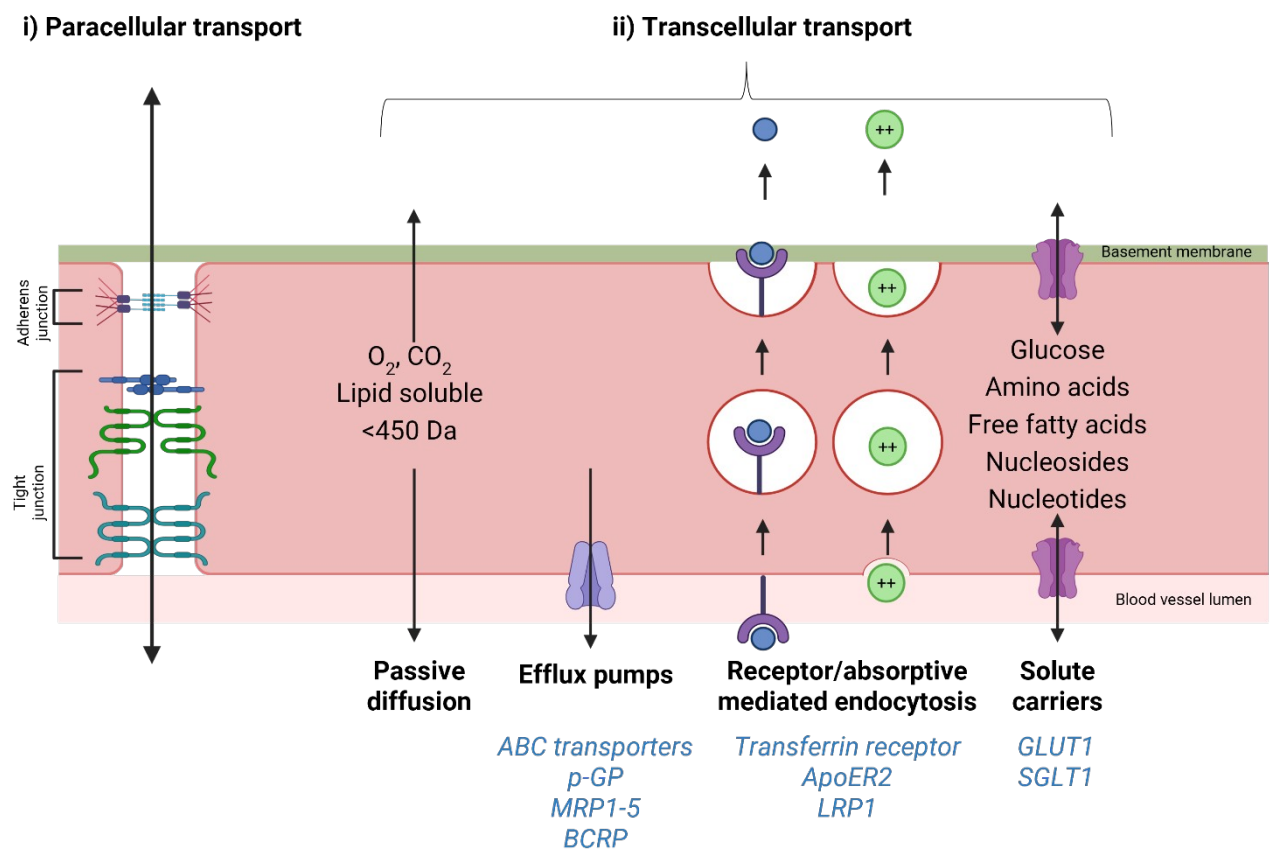 i) Paracellular transport
ii) Transcellular transport
++
Basement membrane
Adherens
junction
++
O₂, CO₂
Lipid soluble
<450 Da
Glucose
Amino acids
Free fatty acids
Nucleosides
Nucleotides
++
Tight
junction
++
Blood vessel lumen
Passive
diffusion
Efflux pumps
ABC transporters
p-GP
MRP1-5
BCRP
Receptor/absorptive
mediated endocytosis
Transferrin receptor
ApoER2
LRP1
Solute
carriers
GLUT1
SGLT1